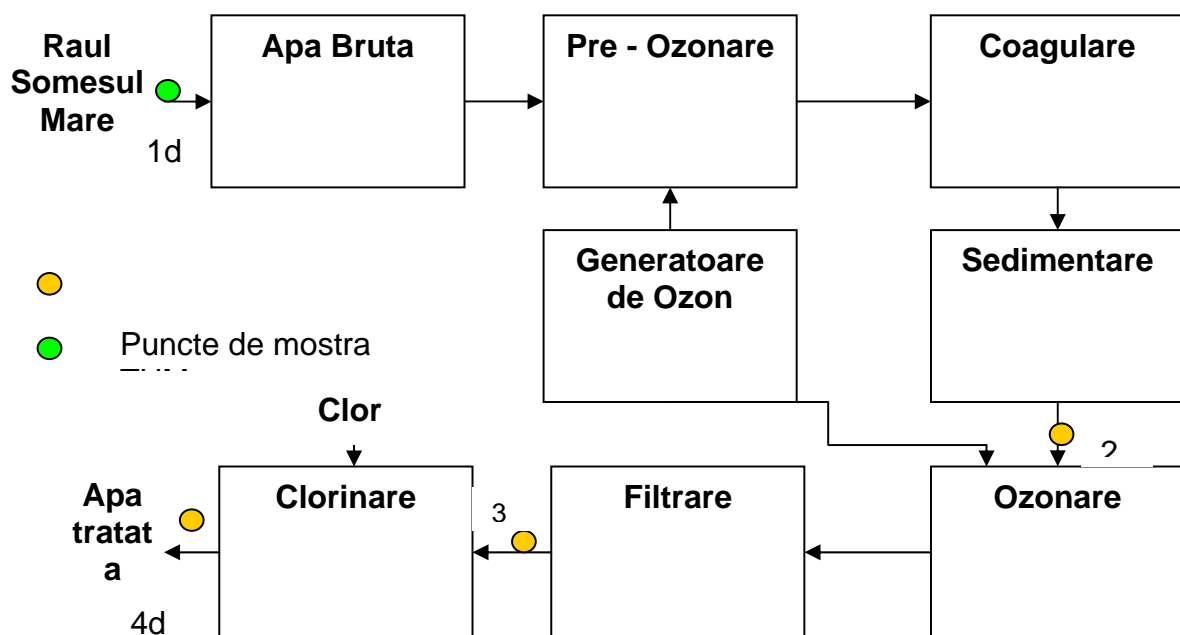 Raul
Somesul
Mare
1d
Apa Bruta
Pre - Ozonare
Coagulare
Generatoare
de Ozon
Sedimentare
Puncte de mostra
Clor
2
Apa
tratat
a
4d
Clorinare
3
Filtrare
Ozonare